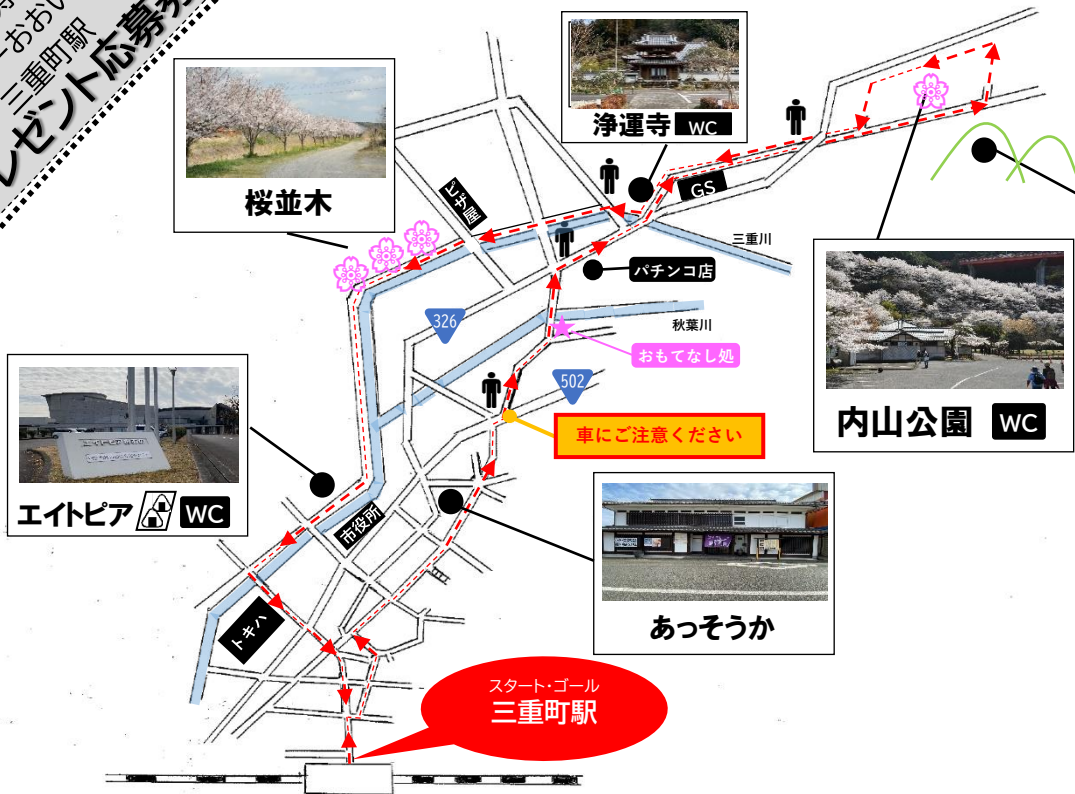 おおい
三重町駅
レゼント応募券
浄運寺 WC
桜並木
ピザ屋
GS
三重川
パチンコ店
326
秋葉川
おもてなし処
502
車にご注意ください
内山公園 WC
エイトピア WC
市役所
あっそうか
トキハ
スタート・ゴール
三重町駅